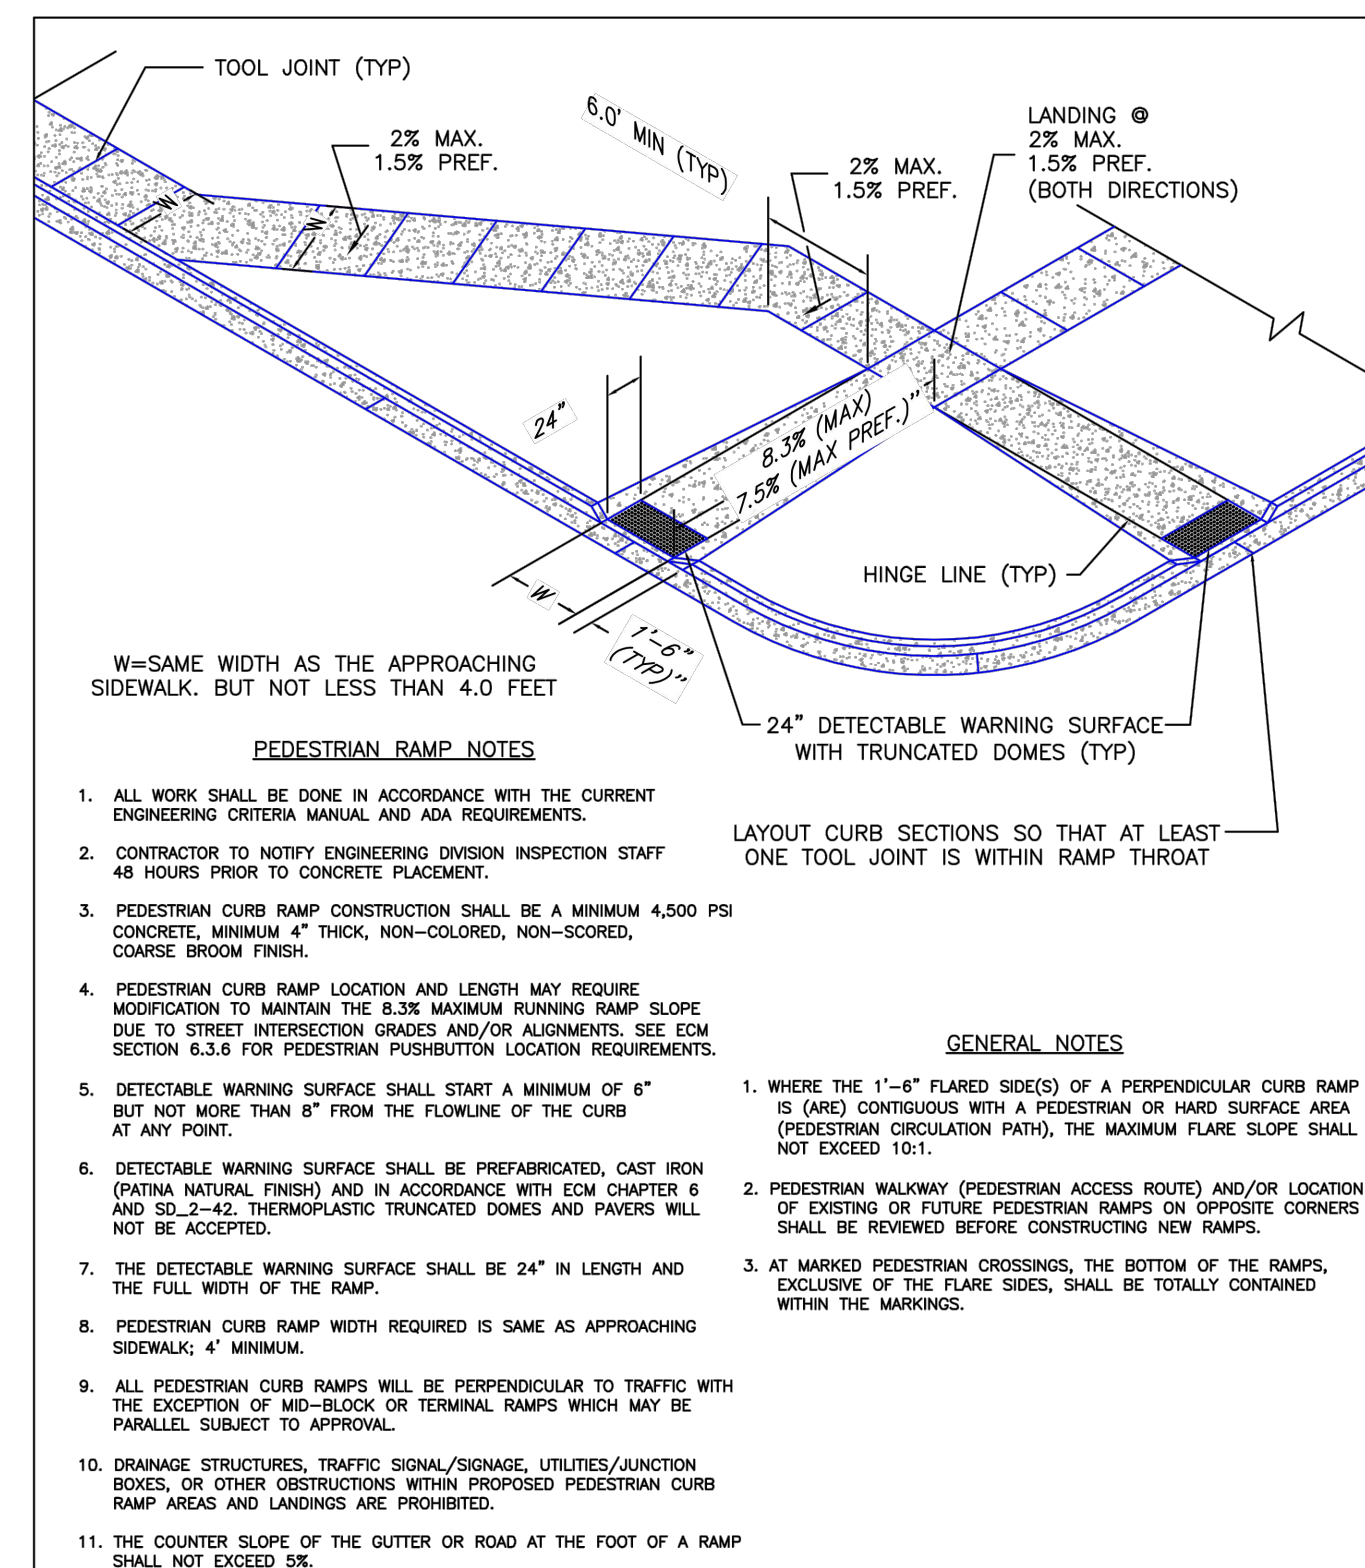 TOOL JOINT (TYP)
2% MAX.
1.5% PREF.
6.0' MIN (TYP)
2% MAX.
1.5% PREF.
LANDING @
2% MAX.
1.5% PREF.
(BOTH DIRECTIONS)
W
W
24"
8.3% (MAX)
7.5% (MAX PREF.)"
HINGE LINE (TYP)
W
1'-6"
(TYP)"
W=SAME WIDTH AS THE APPROACHING
SIDEWALK. BUT NOT LESS THAN 4.0 FEET
24" DETECTABLE WARNING SURFACE
WITH TRUNCATED DOMES (TYP)
LAYOUT CURB SECTIONS SO THAT AT LEAST
ONE TOOL JOINT IS WITHIN RAMP THROAT
PEDESTRIAN RAMP NOTES
1. ALL WORK SHALL BE DONE IN ACCORDANCE WITH THE CURRENT
ENGINEERING CRITERIA MANUAL AND ADA REQUIREMENTS.
2. CONTRACTOR TO NOTIFY ENGINEERING DIVISION INSPECTION STAFF
48 HOURS PRIOR TO CONCRETE PLACEMENT.
3. PEDESTRIAN CURB RAMP CONSTRUCTION SHALL BE A MINIMUM 4,500 PSI
CONCRETE, MINIMUM 4" THICK, NON-COLORED, NON-SCORED,
COARSE BROOM FINISH.
4. PEDESTRIAN CURB RAMP LOCATION AND LENGTH MAY REQUIRE
MODIFICATION TO MAINTAIN THE 8.3% MAXIMUM RUNNING RAMP SLOPE
DUE TO STREET INTERSECTION GRADES AND/OR ALIGNMENTS. SEE ECM
SECTION 6.3.6 FOR PEDESTRIAN PUSHBUTTON LOCATION REQUIREMENTS.
5. DETECTABLE WARNING SURFACE SHALL START A MINIMUM OF 6"
BUT NOT MORE THAN 8" FROM THE FLOWLINE OF THE CURB
AT ANY POINT.
6. DETECTABLE WARNING SURFACE SHALL BE PREFABRICATED, CAST IRON
(PATINA NATURAL FINISH) AND IN ACCORDANCE WITH ECM CHAPTER 6
AND SD_2-42. THERMOPLASTIC TRUNCATED DOMES AND PAVERS WILL
NOT BE ACCEPTED.
7. THE DETECTABLE WARNING SURFACE SHALL BE 24" IN LENGTH AND
THE FULL WIDTH OF THE RAMP.
8. PEDESTRIAN CURB RAMP WIDTH REQUIRED IS SAME AS APPROACHING
SIDEWALK; 4' MINIMUM.
9. ALL PEDESTRIAN CURB RAMPS WILL BE PERPENDICULAR TO TRAFFIC WITH
THE EXCEPTION OF MID-BLOCK OR TERMINAL RAMPS WHICH MAY BE
PARALLEL SUBJECT TO APPROVAL.
10. DRAINAGE STRUCTURES, TRAFFIC SIGNAL/SIGNAGE, UTILITIES/JUNCTION
BOXES, OR OTHER OBSTRUCTIONS WITHIN PROPOSED PEDESTRIAN CURB
RAMP AREAS AND LANDINGS ARE PROHIBITED.
11. THE COUNTER SLOPE OF THE GUTTER OR ROAD AT THE FOOT OF A RAMP
SHALL NOT EXCEED 5%.
GENERAL NOTES
1. WHERE THE 1'-6" FLARED SIDE(S) OF A PERPENDICULAR CURB RAMP
IS (ARE) CONTIGUOUS WITH A PEDESTRIAN OR HARD SURFACE AREA
(PEDESTRIAN CIRCULATION PATH), THE MAXIMUM FLARE SLOPE SHALL
NOT EXCEED 10:1.
2. PEDESTRIAN WALKWAY (PEDESTRIAN ACCESS ROUTE) AND/OR LOCATION
OF EXISTING OR FUTURE PEDESTRIAN RAMPS ON OPPOSITE CORNERS
SHALL BE REVIEWED BEFORE CONSTRUCTING NEW RAMPS.
3. AT MARKED PEDESTRIAN CROSSINGS, THE BOTTOM OF THE RAMPS,
EXCLUSIVE OF THE FLARE SIDES, SHALL BE TOTALLY CONTAINED
WITHIN THE MARKINGS.